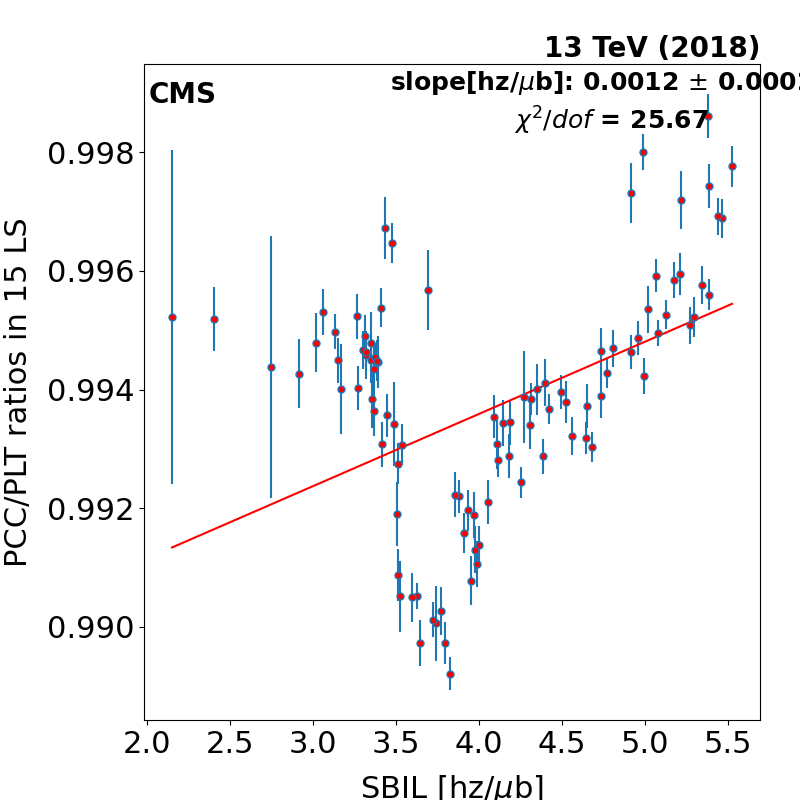 13 TeV (2018)
CMS
slope[hz/μb]: 0.0012 ± 0.000
χ²/dof = 25.67
PCC/PLT ratios in 15 LS
0.998
0.996
0.994
0.992
0.990
2.0 2.5 3.0 3.5 4.0 4.5 5.0 5.5
SBIL [hz/μb]